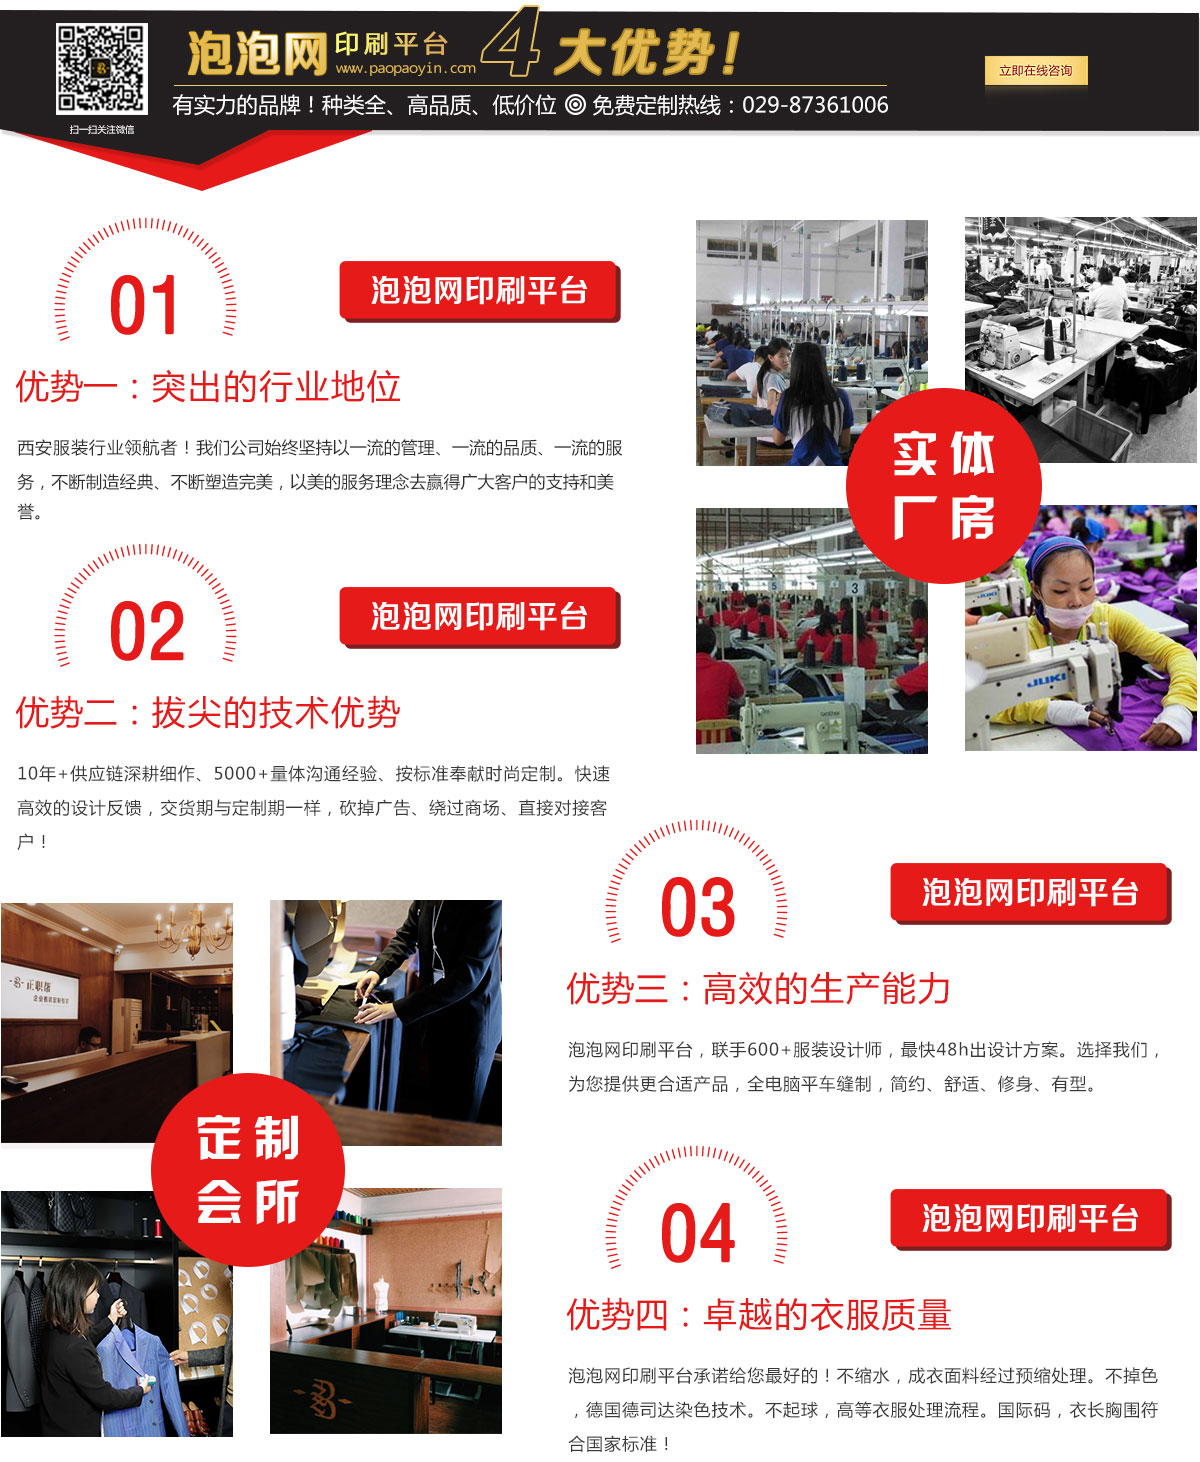 泡泡网印刷平台
www.paopaoyin.com
4大优势！
立即在线咨询
有实力的品牌！种类全、高品质、低价位 免费定制热线：029-87361006
扫一扫关注微信
01
泡泡网印刷平台
优势一：突出的行业地位
西安服装行业领航者！我们公司始终坚持以一流的管理、一流的品质、一流的服
务，不断制造经典、不断塑造完美，以美的服务理念去赢得广大客户的支持和美
誉。
实体
厂房
3
5
JUKI
02
泡泡网印刷平台
优势二：拔尖的技术优势
10年+供应链深耕细作、5000+量体沟通经验、按标准奉献时尚定制。快速
高效的设计反馈，交货期与定制期一样，砍掉广告、绕过商场、直接对接客
户！
03
泡泡网印刷平台
优势三：高效的生产能力
泡泡网印刷平台，联手600+服装设计师，最快48h出设计方案。选择我们，
为您提供更合适产品，全电脑平车缝制，简约、舒适、修身、有型。
正职帮
定制
会所
04
泡泡网印刷平台
优势四：卓越的衣服质量
泡泡网印刷平台承诺给您最好的！不缩水，成衣面料经过预缩处理。不掉色
，德国德司达染色技术。不起球，高等衣服处理流程。国际码，衣长胸围符
合国家标准！